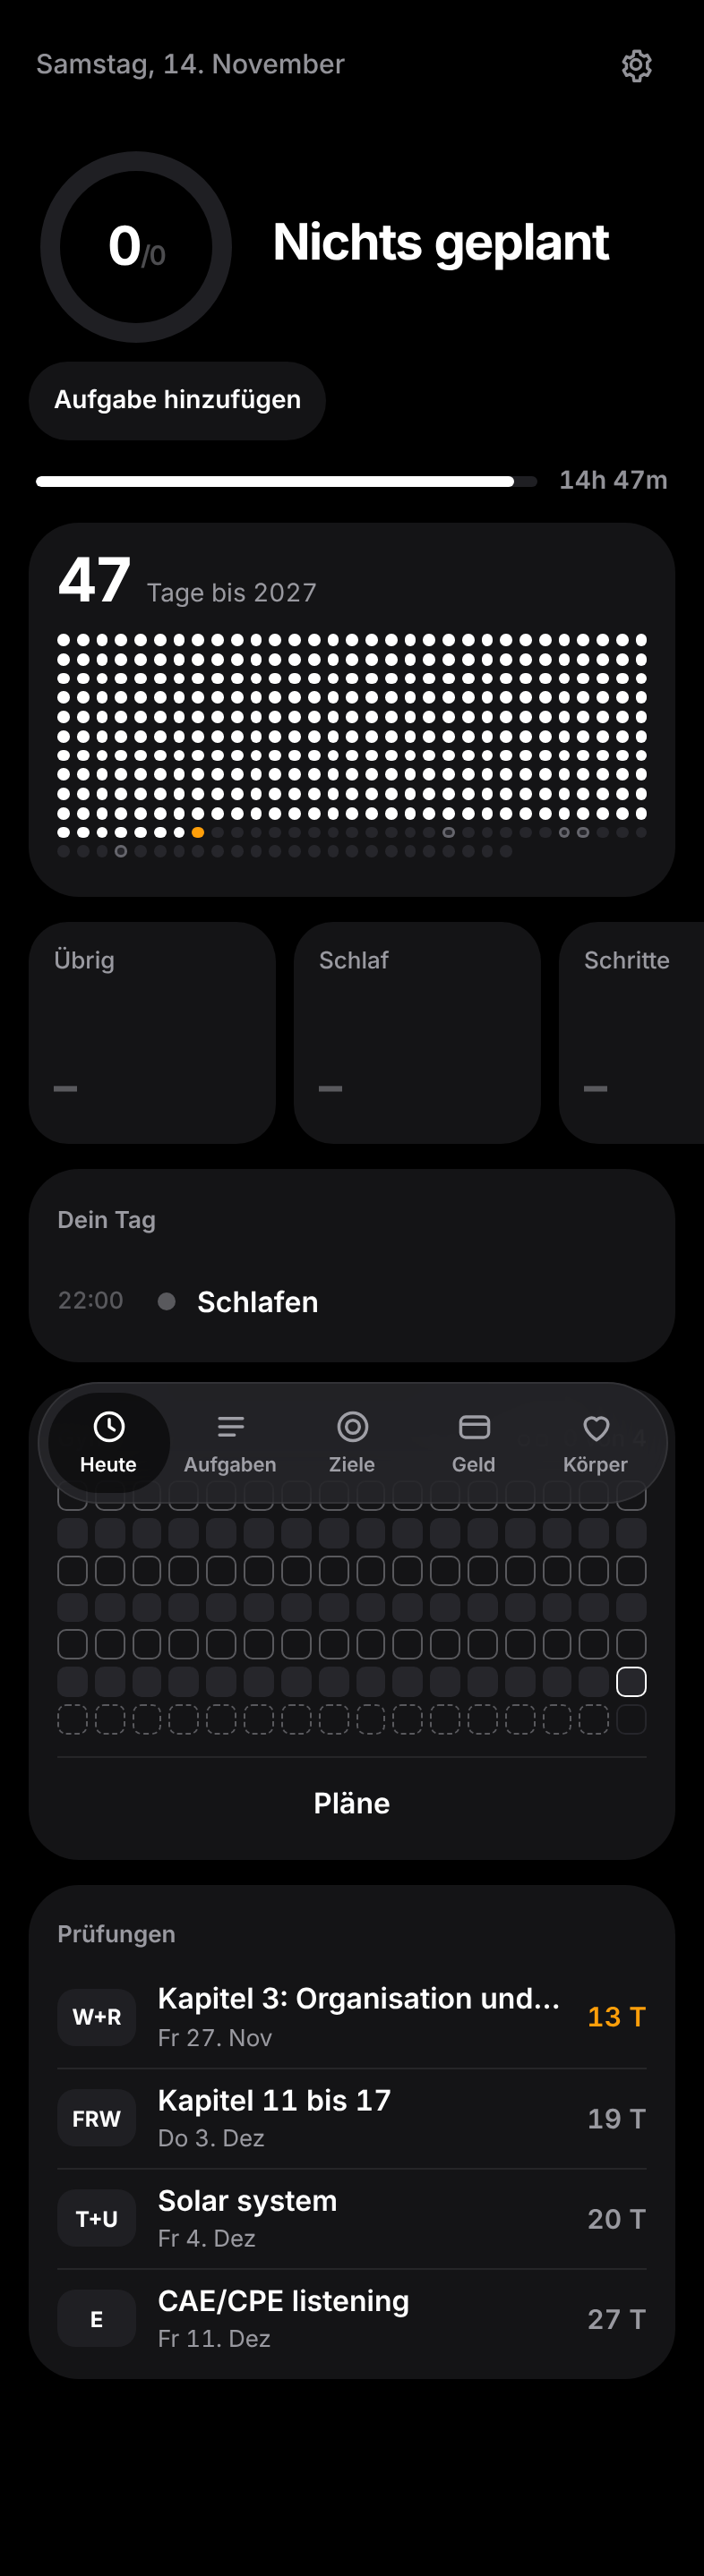 Samstag, 14. November
0/0
Nichts geplant
Aufgabe hinzufügen
14h 47m
47 Tage bis 2027
Übrig
Schlaf
Schritte
–
–
–
Dein Tag
22:00 Schlafen
Heute
Aufgaben
Ziele
Geld
Körper
Pläne
Prüfungen
W+R
Kapitel 3: Organisation und...
13 T
Fr 27. Nov
FRW
Kapitel 11 bis 17
19 T
Do 3. Dez
T+U
Solar system
20 T
Fr 4. Dez
E
CAE/CPE listening
27 T
Fr 11. Dez